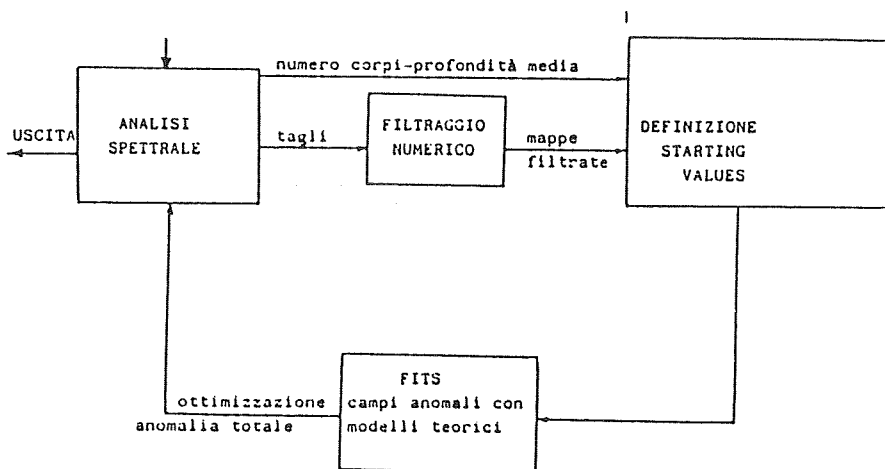 numero corpi-profondità media
USCITA
ANALISI
SPETTRALE
tagli
FILTRAGGIO
NUMERICO
mappe
filtrate
DEFINIZIONE
STARTING
VALUES
FITS
campi anomali con
modelli teorici
ottimizzazione
anomalia totale